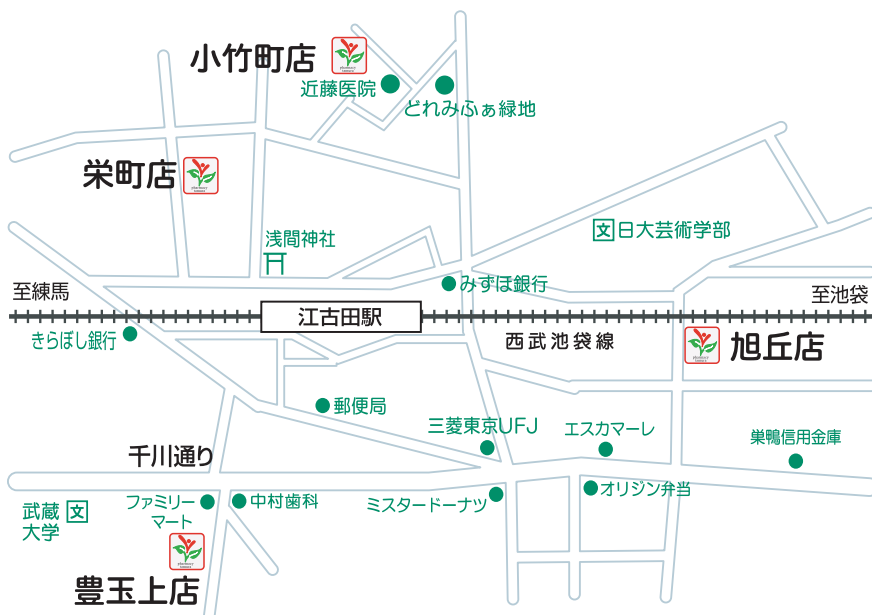 小竹町店
近藤医院
どれみふぁ緑地
栄町店
浅間神社
文 日大芸術学部
みずほ銀行
至練馬
至池袋
江古田駅
きらぼし銀行
西武池袋線
旭丘店
郵便局
三菱東京UFJ
エスカマーレ
巣鴨信用金庫
千川通り
武蔵
大学
文
ファミリー
マート
中村歯科
ミスタードーナツ
オリジン弁当
豊玉上店